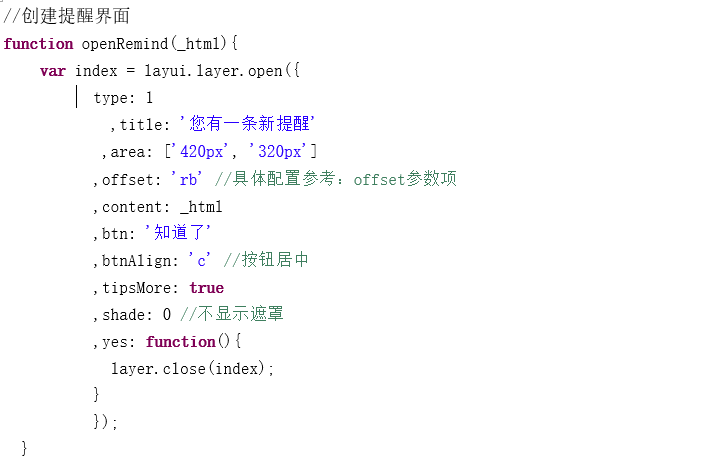 //创建提醒界面
function openRemind(_html){
    var index = layui.layer.open({
          type: 1
            ,title: '您有一条新提醒'
           ,area: ['420px', '320px']
          ,offset: 'rb' //具体配置参考：offset参数项
          ,content: _html
          ,btn: '知道了'
          ,btnAlign: 'c' //按钮居中
          ,tipsMore: true
          ,shade: 0 //不显示遮罩
          ,yes: function(){
            layer.close(index);
          }
          });
  }